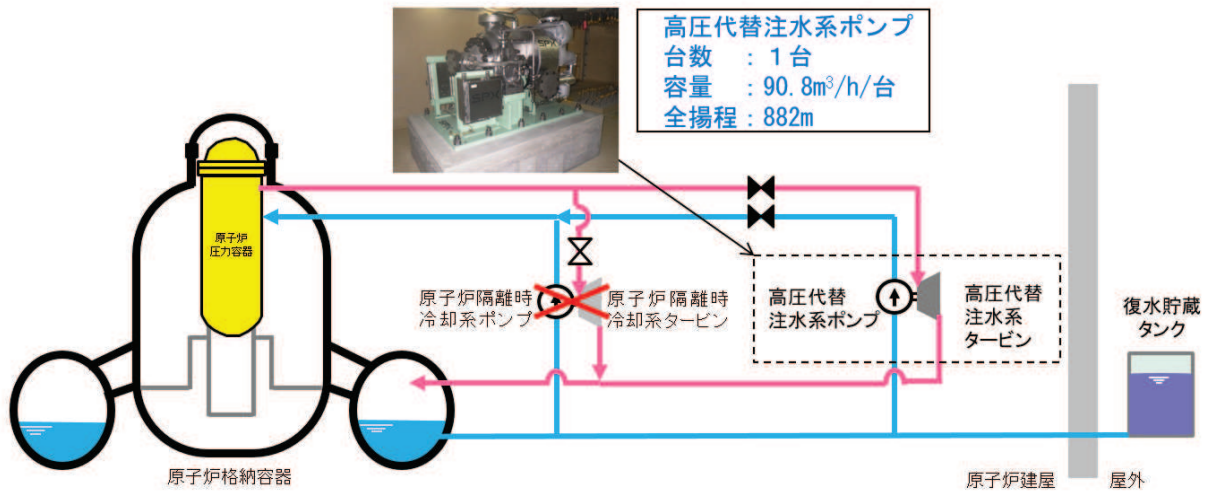 高圧代替注水系ポンプ
台数　：１台
容量　：90.8m³/h/台
全揚程：882m
SPX
SPX
原子炉
圧力容器
原子炉隔離時
冷却系ポンプ
原子炉隔離時
冷却系タービン
高圧代替
注水系ポンプ
高圧代替
注水系
タービン
復水貯蔵
タンク
原子炉格納容器
原子炉建屋
屋外